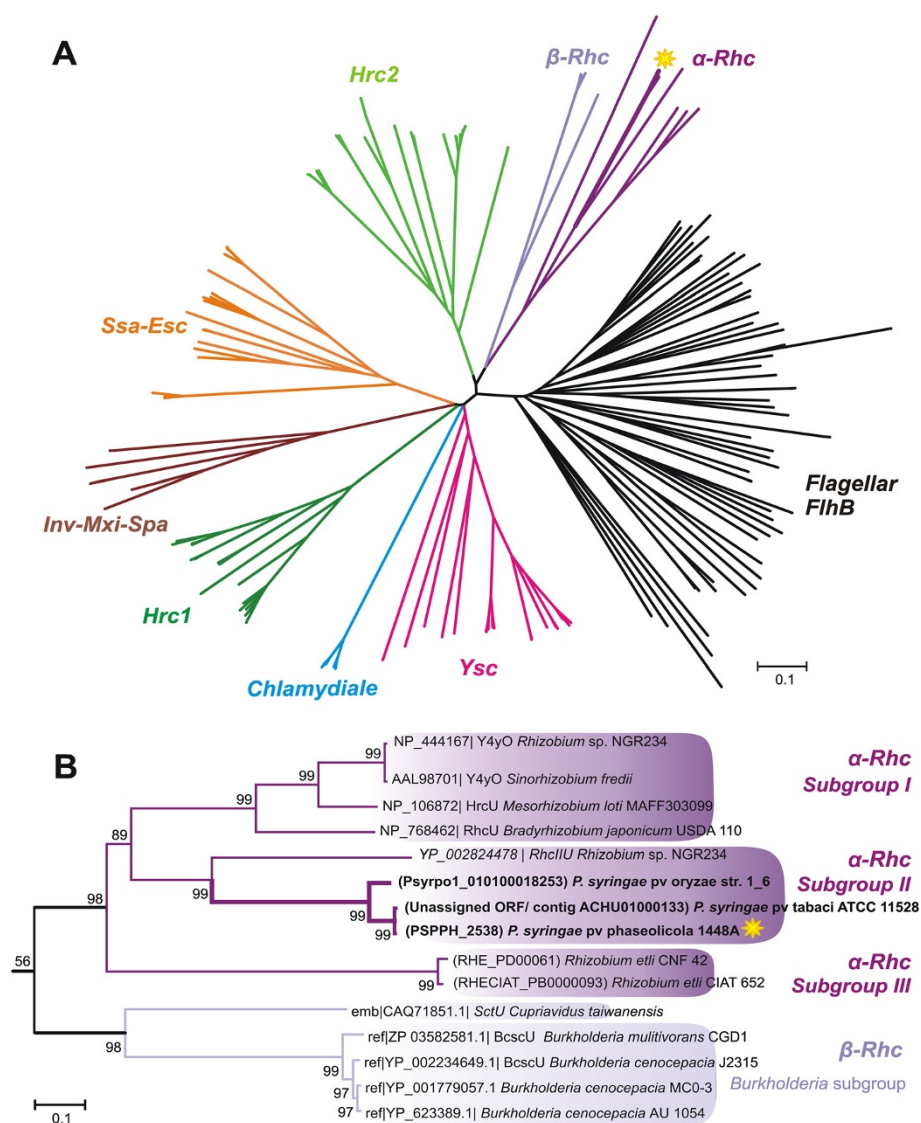 A
Hrc2
β-Rhc
α-Rhc
Ssa-Esc
Inv-Mxi-Spa
Flagellar
FlhB
Hrc1
Chlamydiale
Ysc
0.1
B
NP_444167| Y4yO Rhizobium sp. NGR234
99
AAL98701| Y4yO Sinorhizobium fredii
99
NP_106872| HrcU Mesorhizobium loti MAFF303099
99
NP_768462| RhcU Bradyrhizobium japonicum USDA 110
α-Rhc
Subgroup I
89
YP_002824478 | RhcIIU Rhizobium sp. NGR234
99
(Psyrpo1_010100018253) P. syringae pv oryzae str. 1_6
99
(Unassigned ORF/ contig ACHU01000133) P. syringae pv tabaci ATCC 11528
99
(PSPPH_2538) P. syringae pv phaseolicola 1448A
α-Rhc
Subgroup II
98
(RHE_PD00061) Rhizobium etli CNF 42
99
(RHECIAT_PB0000093) Rhizobium etli CIAT 652
α-Rhc
Subgroup III
56
emb|CAQ71851.1| SctU Cupriavidus taiwanensis
98
ref|ZP 03582581.1| BcscU Burkholderia mulitivorans CGD1
99
ref|YP_002234649.1| BcscU Burkholderia cenocepacia J2315
97
ref|YP_001779057.1 Burkholderia cenocepacia MC0-3
97
ref|YP_623389.1| Burkholderia cenocepacia AU 1054
β-Rhc
Burkholderia subgroup
0.1